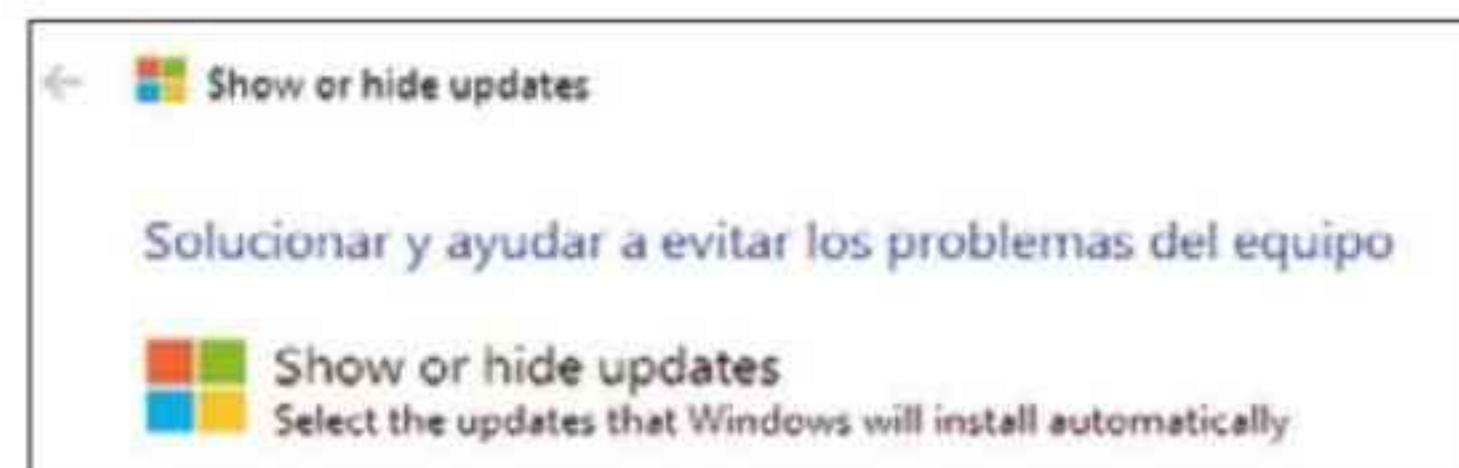 Show or hide updates
Solucionar y ayudar a evitar los problemas del equipo
Show or hide updates
Select the updates that Windows will install automatically